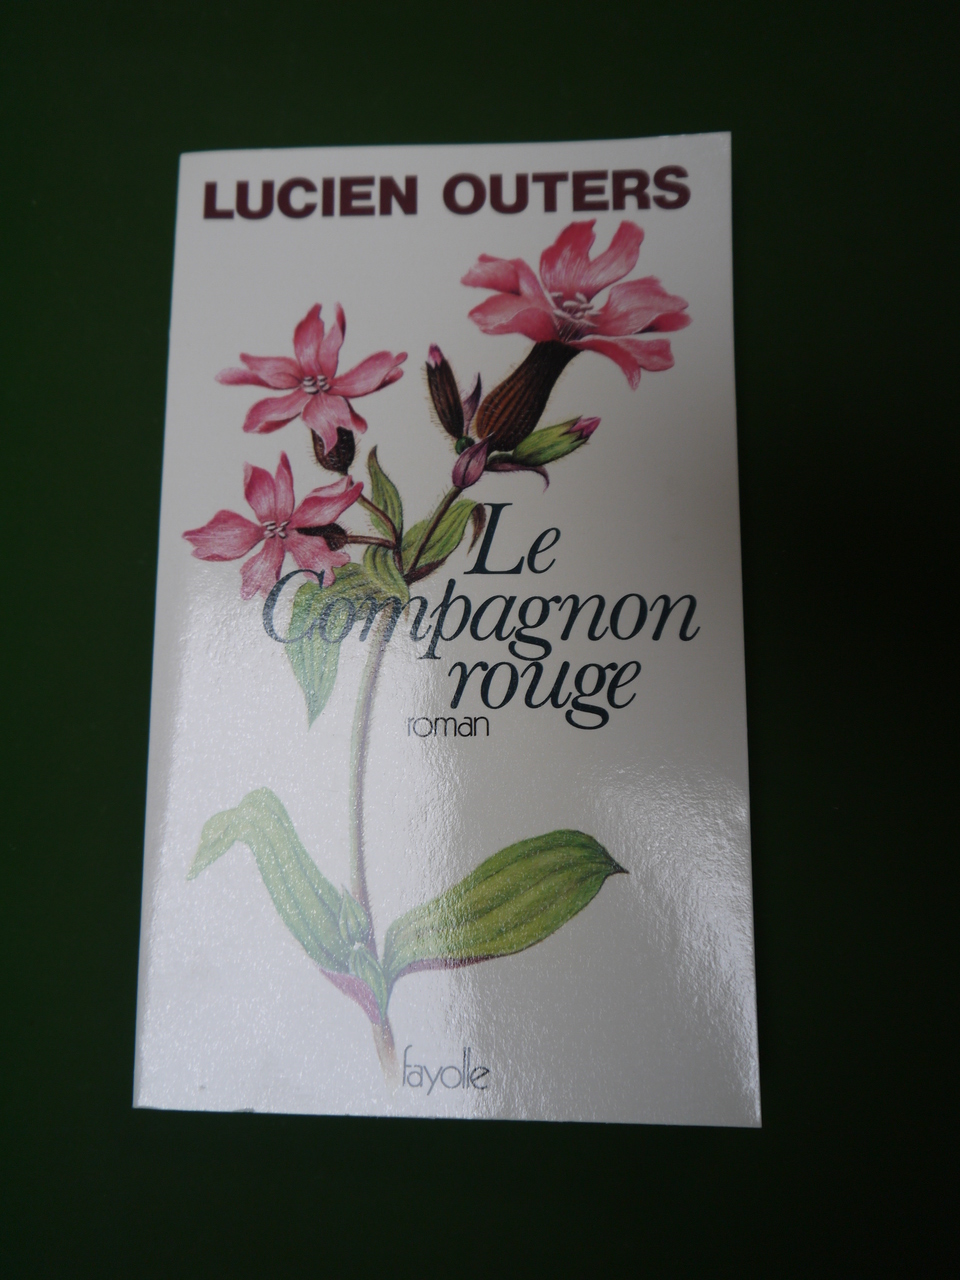 LUCIEN OUTERS
Le
Compagnon
rouge
roman
fayolle